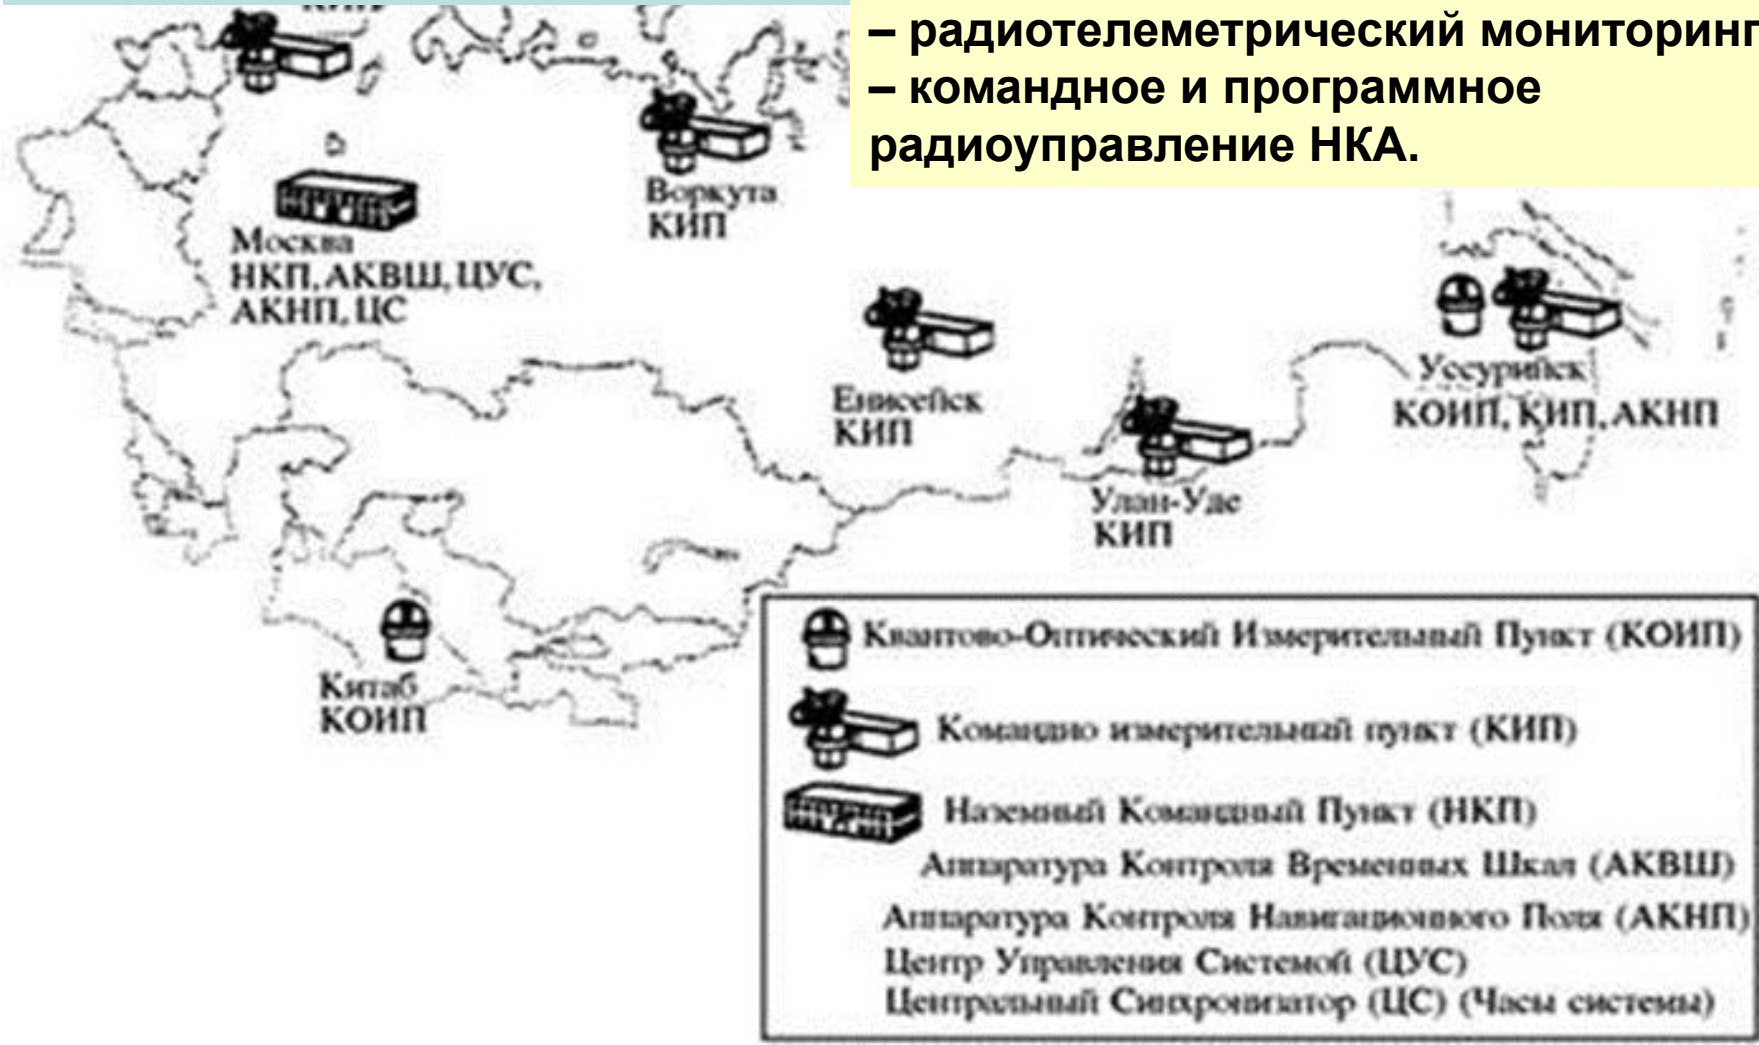 КИП
– радиотелеметрический мониторинг
– командное и программное
радиоуправление НКА.
Воркута
КИП
Москва
НКП, АКВШ, ЦУС,
АКНП, ЦС
Енисейск
КИП
Уссурийск
КОИП, КИП, АКНП
Улан-Удс
КИП
Китаб
КОИП
Квантово-Оптический Измерительный Пункт (КОИП)
Командно измерительный пункт (КИП)
Наземный Командный Пункт (НКП)
Аппаратура Контроля Временных Шкал (АКВШ)
Аппаратура Контроля Навигационного Поля (АКНП)
Центр Управления Системой (ЦУС)
Центральный Синхронизатор (ЦС) (Часы системы)